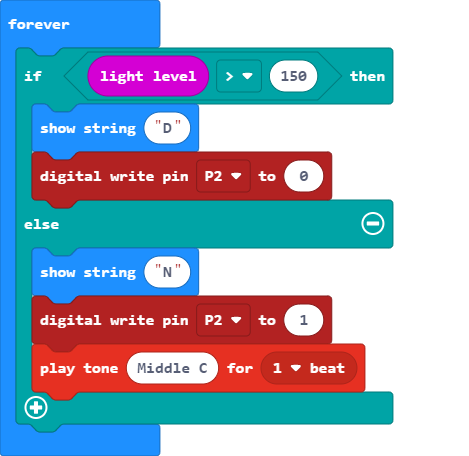 forever
if light level > 150 then
show string "D"
digital write pin P2 to 0
else
show string "N"
digital write pin P2 to 1
play tone Middle C for 1 beat